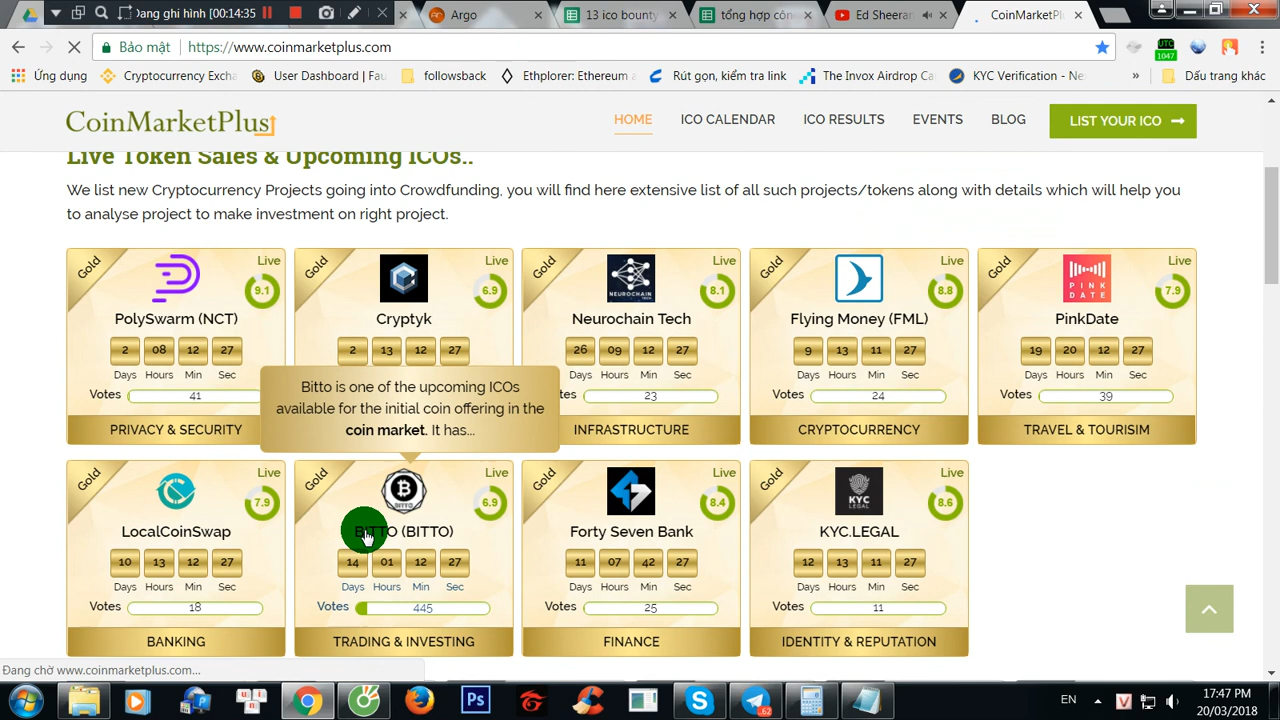 Đang ghi hình [00:14:35
Argo
13 ico bounty
tổng hợp côn
Ed Sheeran
CoinMarketPl
Bảo mật
https://www.coinmarketplus.com
UTC
1047
Ứng dụng
Cryptocurrency Excha
User Dashboard | Fau
followsback
Ethplorer: Ethereum
Rút gọn, kiểm tra link
The Invox Airdrop Ca
KYC Verification - Ne
»
Dấu trang khác
CoinMarketPlus
HOME
ICO CALENDAR
ICO RESULTS
EVENTS
BLOG
LIST YOUR ICO
Live Token Sales & Upcoming ICOs..
We list new Cryptocurrency Projects going into Crowdfunding, you will find here extensive list of all such projects/tokens along with details which will help you
to analyse project to make investment on right project.
Gold
Live
9.1
PolySwarm (NCT)
2 08 12 27
Days Hours Min Sec
Votes 41
PRIVACY & SECURITY
Gold
Live
6.9
Cryptyk
2 13 12 27
Bitto is one of the upcoming ICOs
available for the initial coin offering in the
coin market. It has...
Gold
NEUROCHAIN
TECH
Live
8.1
Neurochain Tech
26 09 12 27
Days Hours Min Sec
23
INFRASTRUCTURE
Gold
Live
8.8
Flying Money (FML)
9 13 11 27
Days Hours Min Sec
Votes 24
CRYPTOCURRENCY
Gold
PINK
DATE
Live
7.9
PinkDate
19 20 12 27
Days Hours Min Sec
Votes 39
TRAVEL & TOURISIM
Gold
Live
7.9
LocalCoinSwap
10 13 12 27
Days Hours Min Sec
Votes 18
BANKING
Gold
BITTO
Live
6.9
BITTO (BITTO)
14 01 12 27
Days Hours Min Sec
Votes 445
TRADING & INVESTING
Gold
Live
8.4
Forty Seven Bank
11 07 42 27
Days Hours Min Sec
Votes 25
FINANCE
Gold
KYC
LEGAL
Live
8.6
KYC.LEGAL
12 13 11 27
Days Hours Min Sec
Votes 11
IDENTITY & REPUTATION
Đang chờ www.coinmarketplus.com...
Ps
62
EN
17:47 PM
20/03/2018